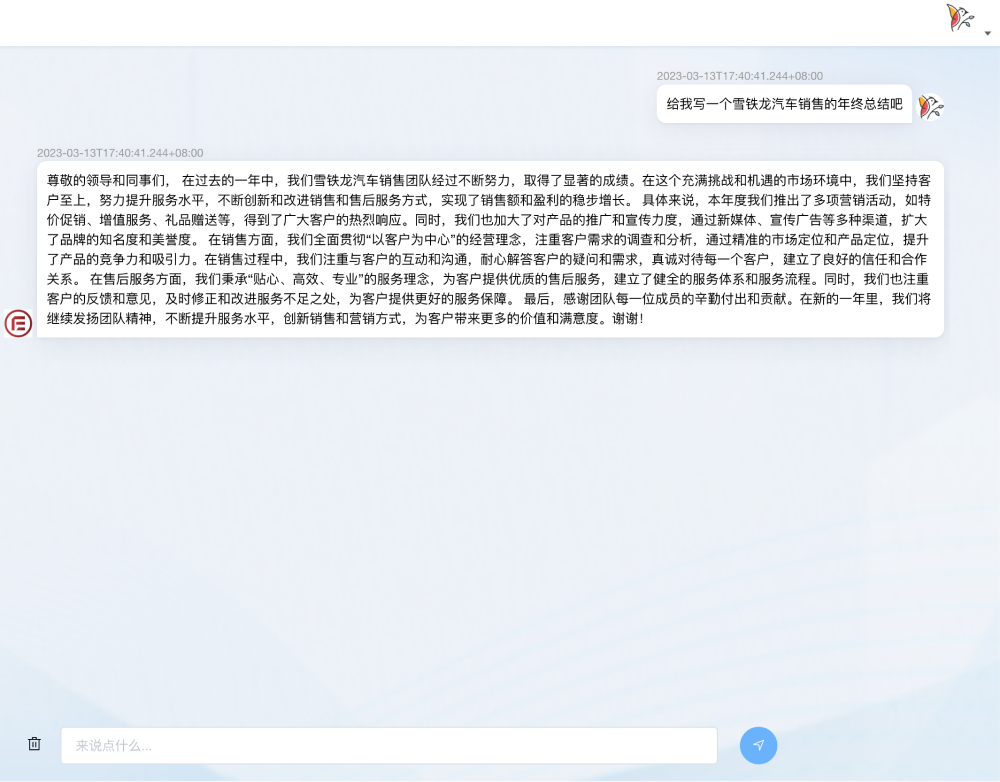 2023-03-13T17:40:41.244+08:00
给我写一个雪铁龙汽车销售的年终总结吧
2023-03-13T17:40:41.244+08:00
尊敬的领导和同事们， 在过去的一年中，我们雪铁龙汽车销售团队经过不断努力，取得了显著的成绩。在这个充满挑战和机遇的市场环境中，我们坚持客
户至上，努力提升服务水平，不断创新和改进销售和售后服务方式，实现了销售额和盈利的稳步增长。 具体来说，本年度我们推出了多项营销活动，如特
价促销、增值服务、礼品赠送等，得到了广大客户的热烈响应。同时，我们也加大了对产品的推广和宣传力度，通过新媒体、宣传广告等多种渠道，扩大
了品牌的知名度和美誉度。 在销售方面，我们全面贯彻“以客户为中心”的经营理念，注重客户需求的调查和分析，通过精准的市场定位和产品定位，提升
了产品的竞争力和吸引力。在销售过程中，我们注重与客户的互动和沟通，耐心解答客户的疑问和需求，真诚对待每一个客户，建立了良好的信任和合作
关系。 在售后服务方面，我们秉承“贴心、高效、专业”的服务理念，为客户提供优质的售后服务，建立了健全的服务体系和服务流程。同时，我们也注重
客户的反馈和意见，及时修正和改进服务不足之处，为客户提供更好的服务保障。 最后，感谢团队每一位成员的辛勤付出和贡献。在新的一年里，我们将
继续发扬团队精神，不断提升服务水平，创新销售和营销方式，为客户带来更多的价值和满意度。谢谢！
来说点什么...